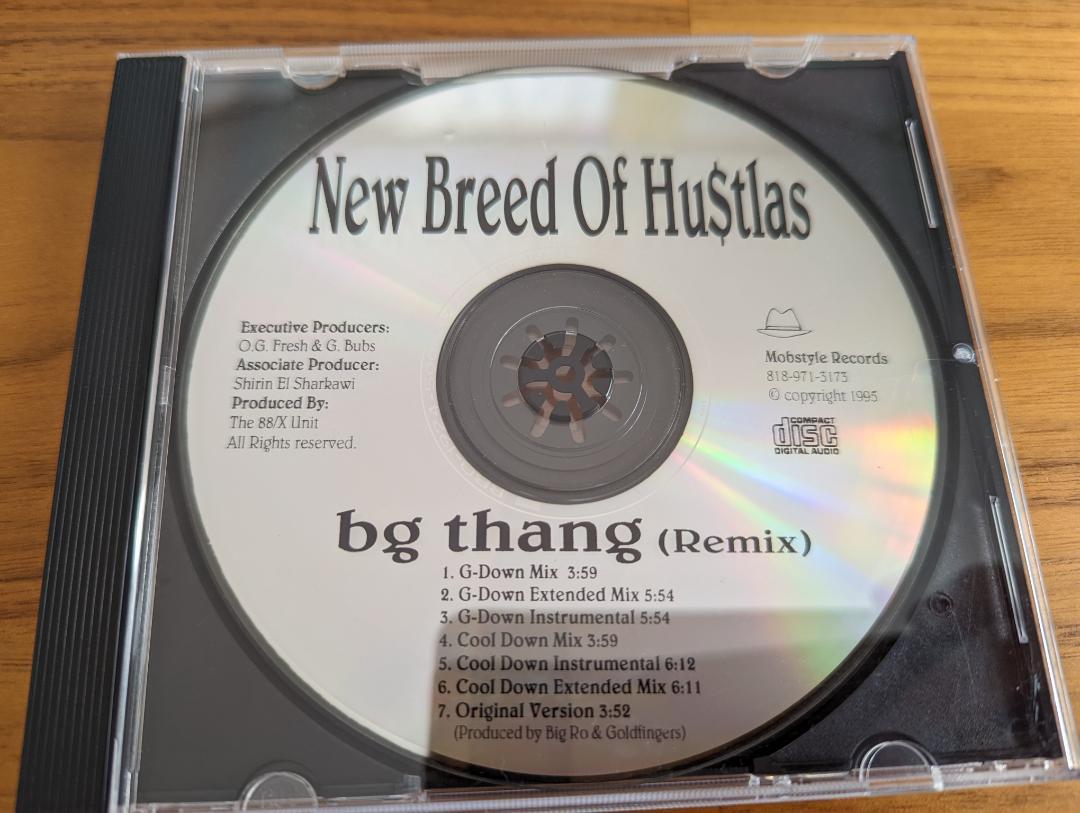 New Breed Of Hu$tlas
Executive Producers:
O.G. Fresh & G. Bubs
Associate Producer:
Shirin El Sharkawi
Produced By:
The 88/X Unit
All Rights reserved.
Mobstyle Records
818-971-3173
© copyright 1995
COMPACT
disc
DIGITAL AUDIO
bg thang (Remix)
1. G-Down Mix 3:59
2. G-Down Extended Mix 5:54
3. G-Down Instrumental 5:54
4. Cool Down Mix 3:59
5. Cool Down Instrumental 6:12
6. Cool Down Extended Mix 6:11
7. Original Version 3:52
(Produced by Big Ro & Goldfingers)